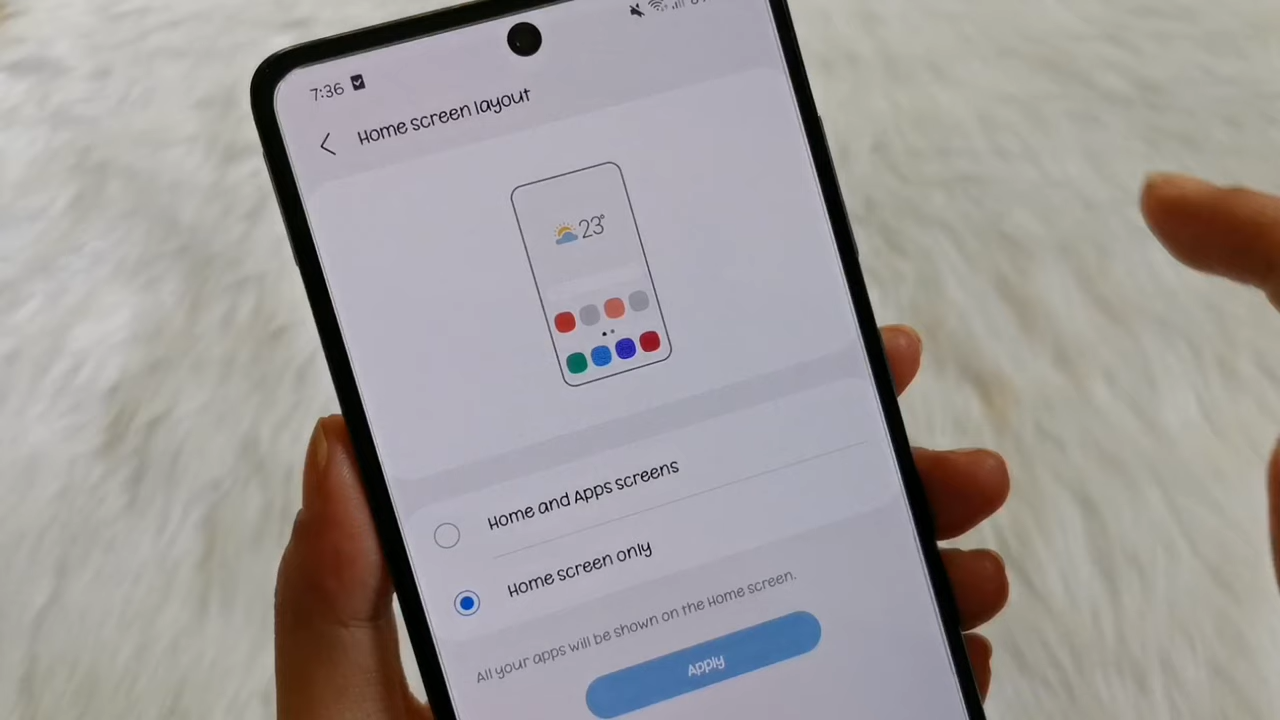 7:36
Home screen layout
23°
Home and Apps screens
Home screen only
All your apps will be shown on the Home screen.
Apply